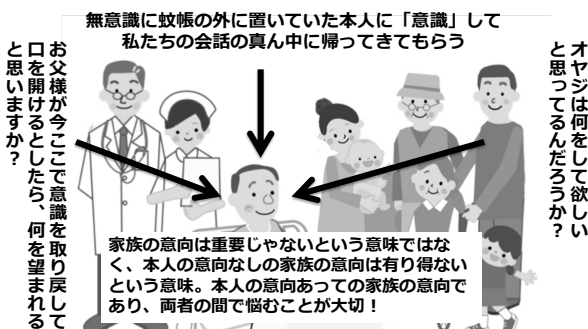 無意識に蚊帳の外に置いていた本人に「意識」して
私たちの会話の真ん中に帰ってきてもらう
オヤジは何をして欲しい
と思ってるんだろうか？
お父様が今ここで意識を取り戻して
口を開けるとしたら、何を望まれる
と思いますか？
家族の意向は重要じゃないという意味ではな
く、本人の意向なしの家族の意向は有り得ない
という意味。本人の意向あっての家族の意向で
あり、両者の間で悩むことが大切！